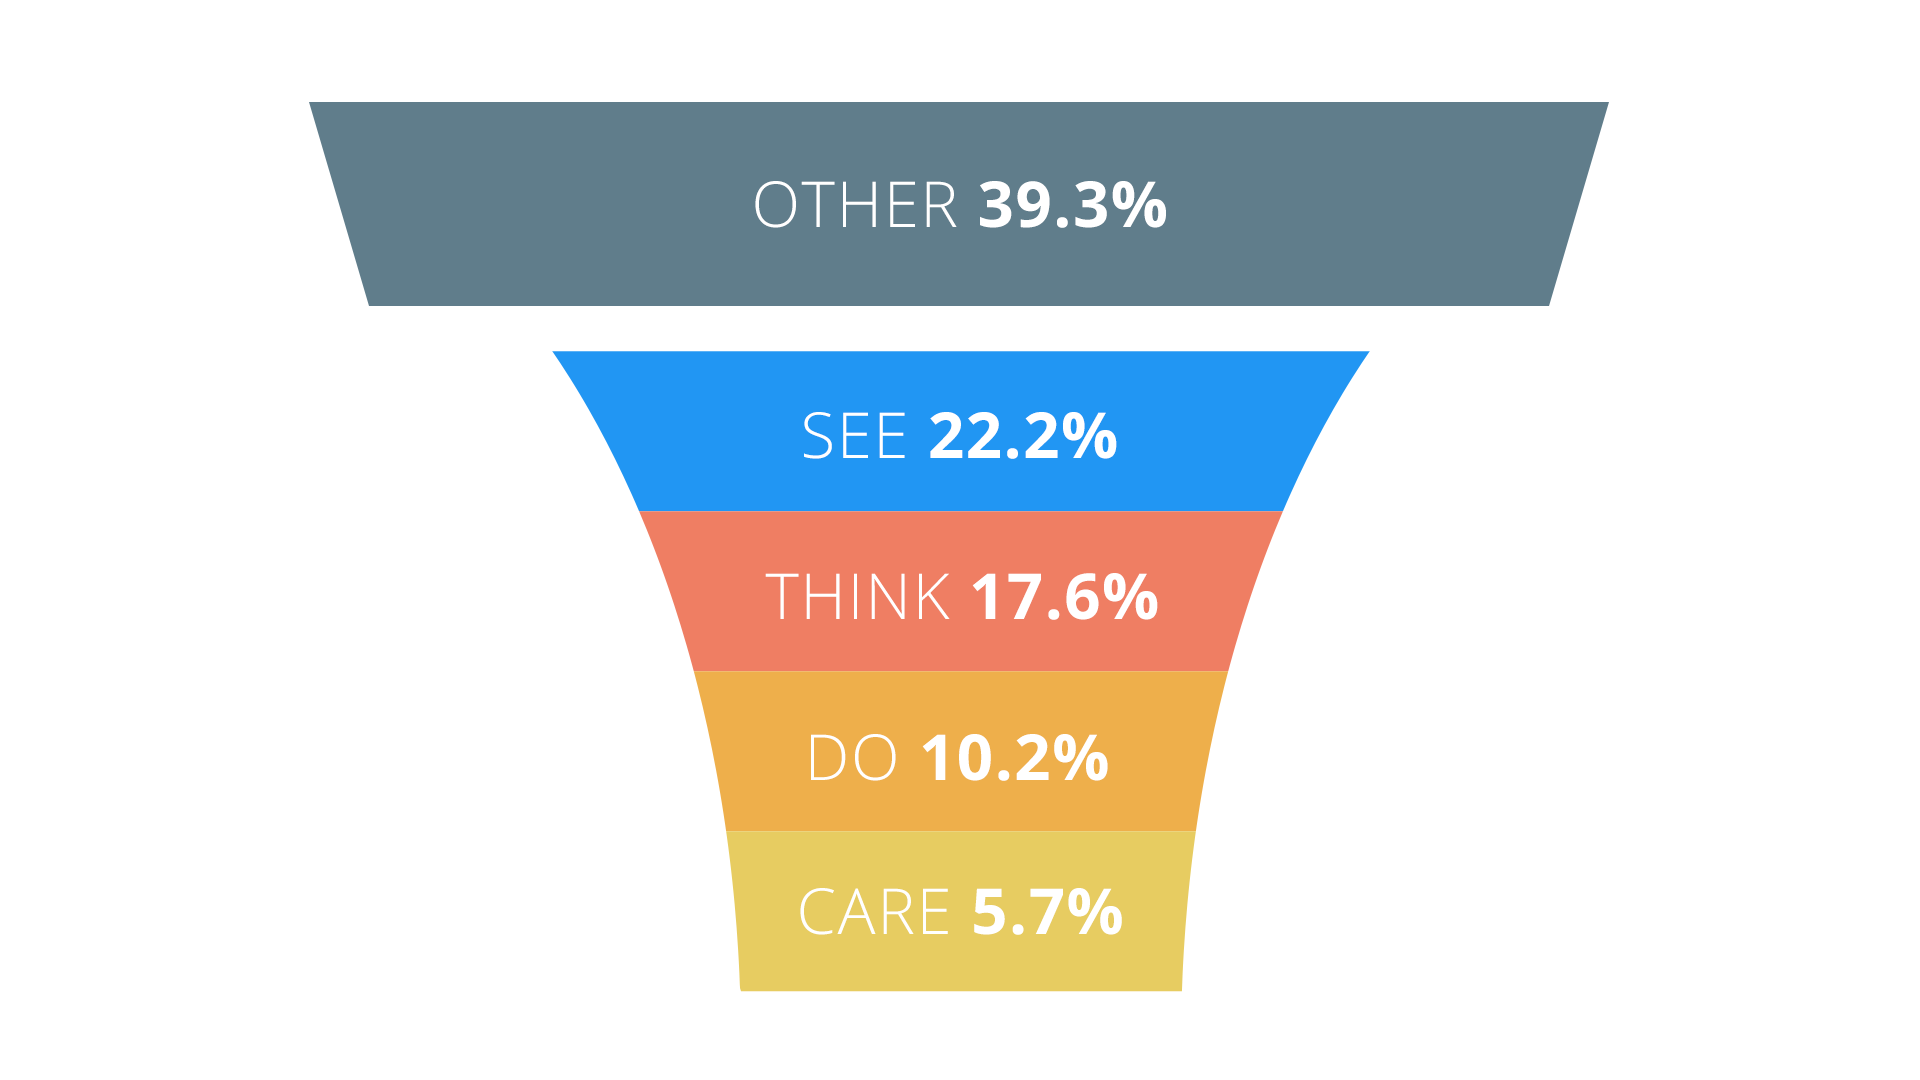 OTHER 39.3%
SEE 22.2%
THINK 17.6%
DO 10.2%
CARE 5.7%